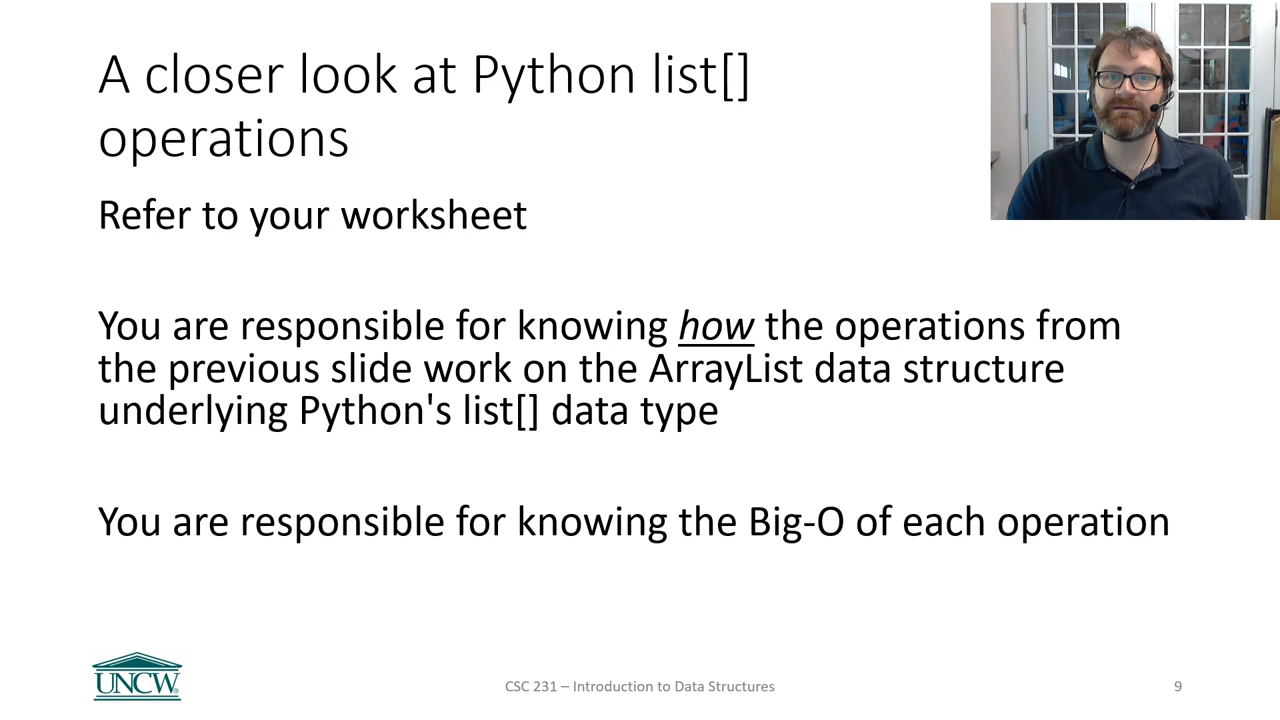 A closer look at Python list[]
operations
Refer to your worksheet
You are responsible for knowing how the operations from
the previous slide work on the ArrayList data structure
underlying Python's list[] data type
You are responsible for knowing the Big-O of each operation
UNCW
CSC 231 – Introduction to Data Structures
9